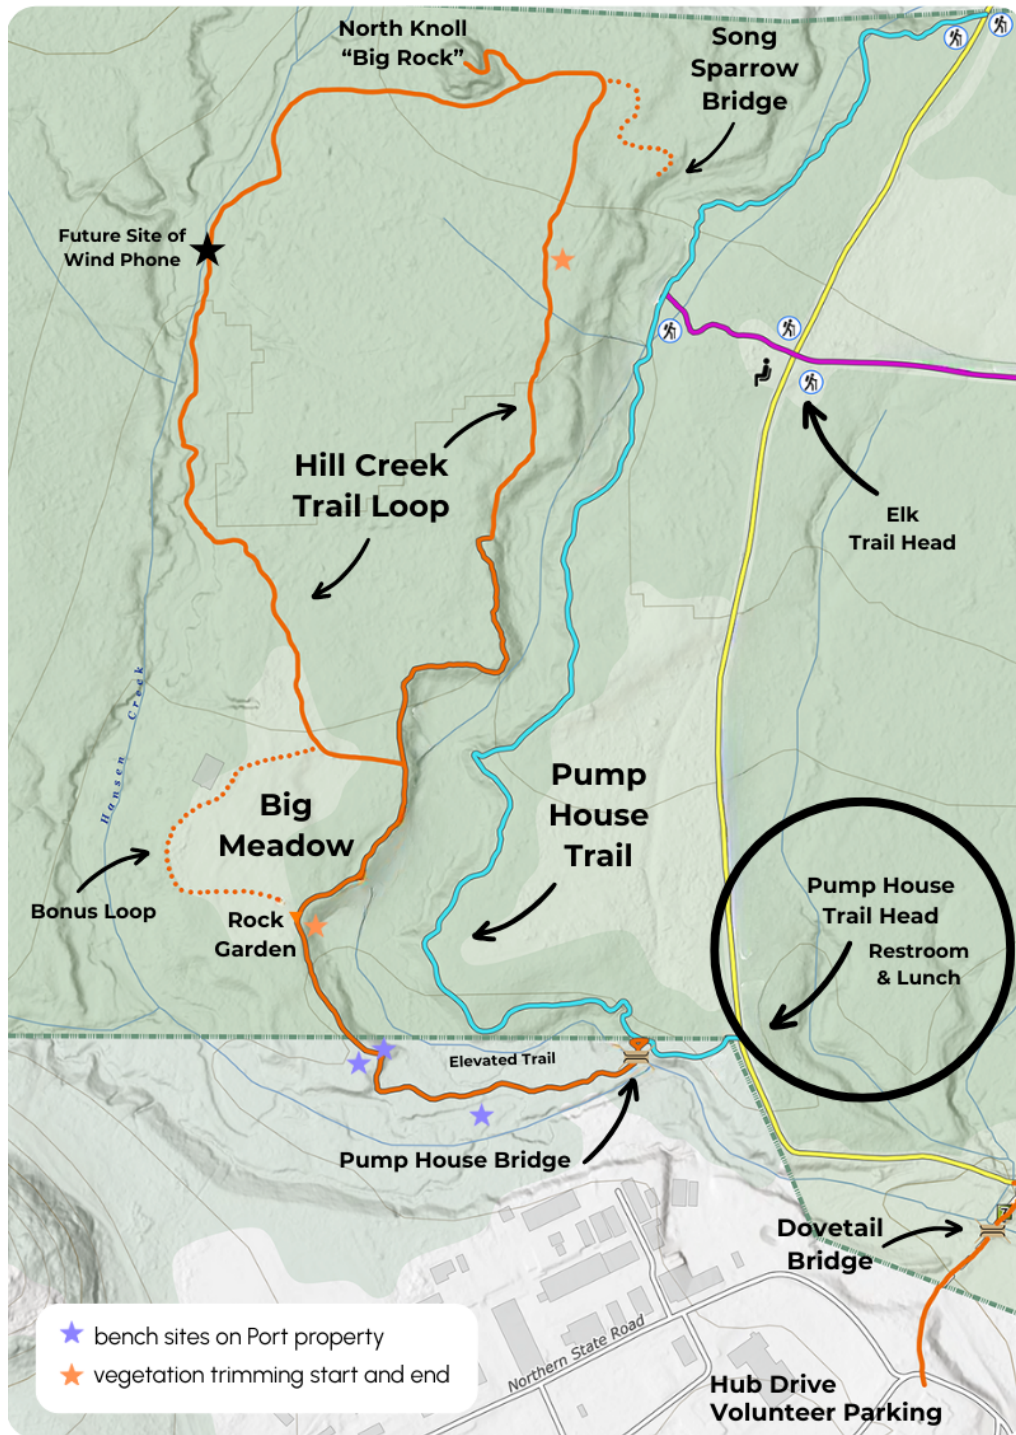 North Knoll
“Big Rock”
Song
Sparrow
Bridge
Future Site of
Wind Phone
Hill Creek
Trail Loop
Elk
Trail Head
Hansen Creek
Big
Meadow
Pump
House
Trail
Bonus Loop
Rock
Garden
Pump House
Trail Head
Restroom
& Lunch
Elevated Trail
Pump House Bridge
7
Dovetail
Bridge
Northern State Road
bench sites on Port property
vegetation trimming start and end
Hub Drive
Volunteer Parking